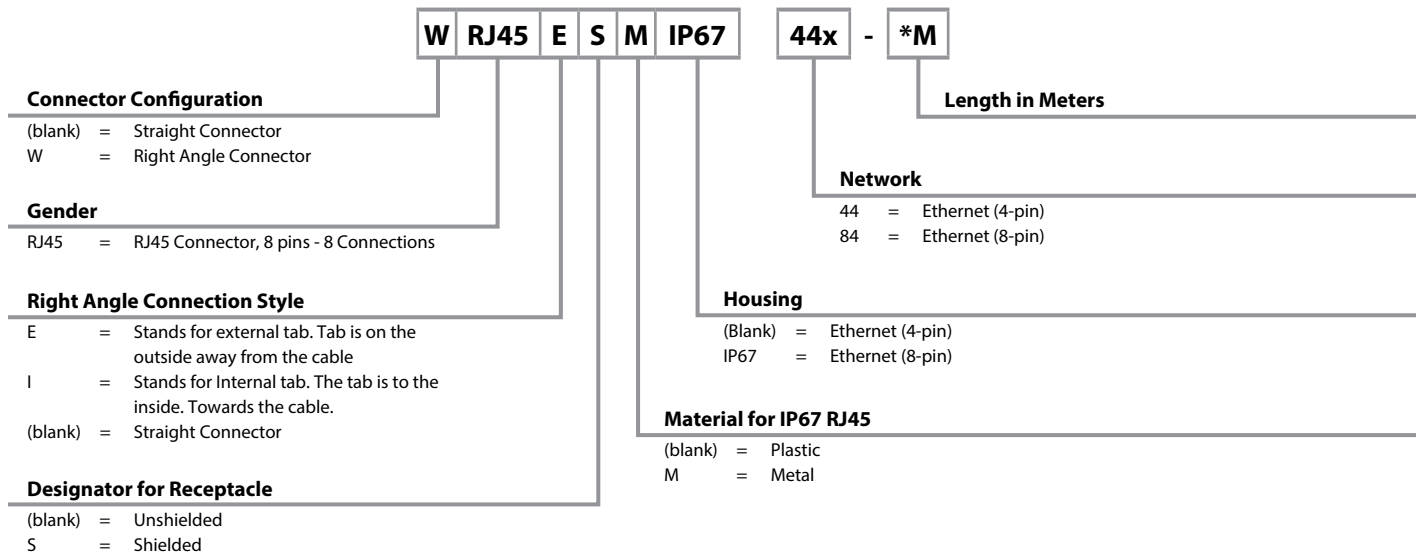 W RJ45 E S M IP67 44x - *M
Connector Configuration
(blank) = Straight Connector
W = Right Angle Connector
Gender
RJ45 = RJ45 Connector, 8 pins - 8 Connections
Right Angle Connection Style
E = Stands for external tab. Tab is on the
outside away from the cable
I = Stands for Internal tab. The tab is to the
inside. Towards the cable.
(blank) = Straight Connector
Designator for Receptacle
(blank) = Unshielded
S = Shielded
Length in Meters
Network
44 = Ethernet (4-pin)
84 = Ethernet (8-pin)
Housing
(Blank) = Ethernet (4-pin)
IP67 = Ethernet (8-pin)
Material for IP67 RJ45
(blank) = Plastic
M = Metal